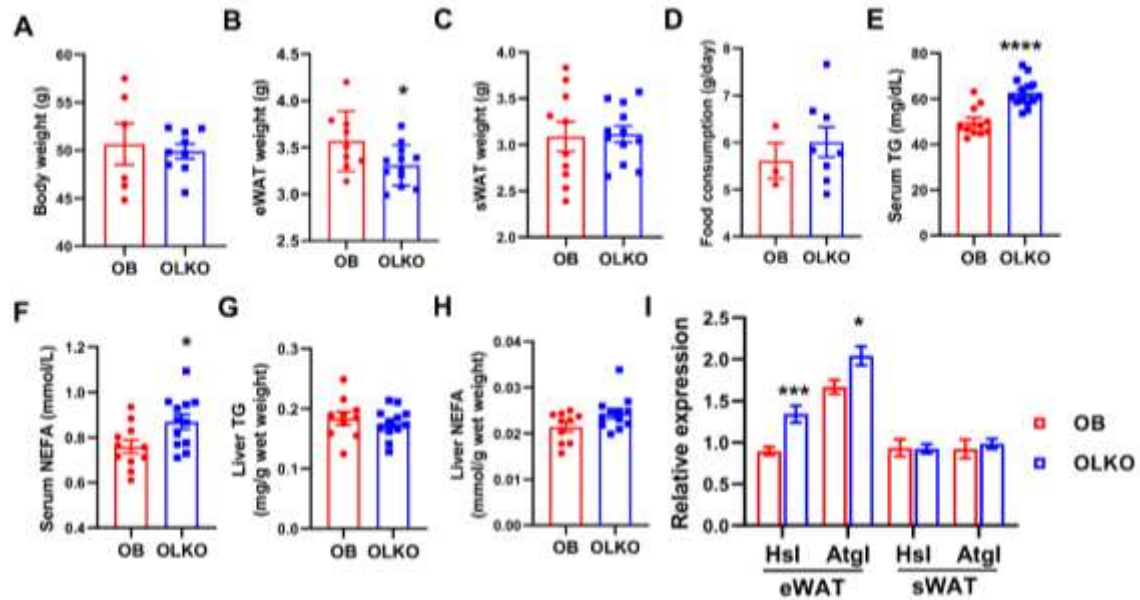 A
Body weight (g)
60
55
50
45
40
OB OLKO
B
eWAT weight (g)
4.5
4.0
3.5
3.0
2.5
*
OB OLKO
C
sWAT weight (g)
4.0
3.5
3.0
2.5
2.0
OB OLKO
D
Food consumption (g/day)
8
7
6
5
4
OB OLKO
E
Serum TG (mg/dL)
80
60
40
20
0
****
OB OLKO
F
Serum NEFA (mmol/L)
1.2
1.0
0.8
0.6
0.4
*
OB OLKO
G
Liver TG
(mg/g wet weight)
0.3
0.2
0.1
0.0
OB OLKO
H
Liver NEFA
(mmol/g wet weight)
0.04
0.03
0.02
0.01
0.00
OB OLKO
I
Relative expression
2.5
2.0
1.5
1.0
0.5
0.0
***
*
Hsl Atgl Hsl Atgl
eWAT sWAT
OB
OLKO